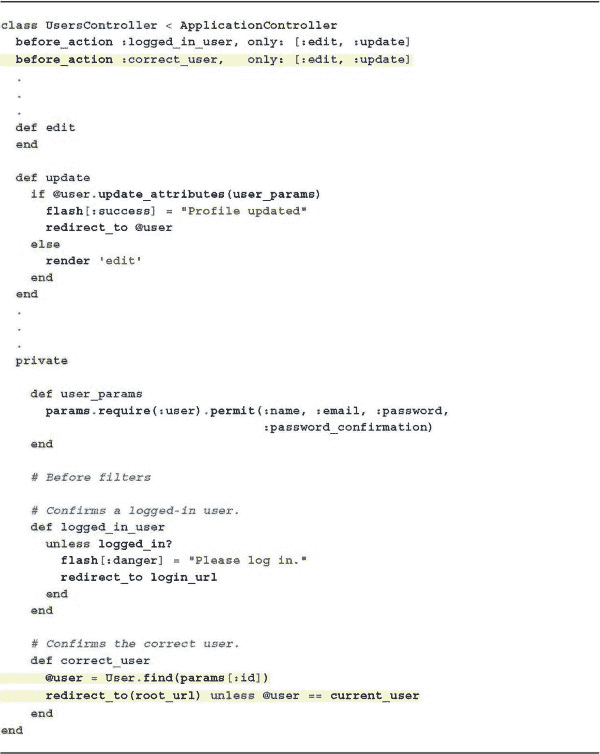 class UsersController < ApplicationController
  before_action :logged_in_user, only: [:edit, :update]
  before_action :correct_user,   only: [:edit, :update]
  .
  .
  .
  def edit
  end

  def update
    if @user.update_attributes(user_params)
      flash[:success] = "Profile updated"
      redirect_to @user
    else
      render 'edit'
    end
  end
  .
  .
  .
  private

    def user_params
      params.require(:user).permit(:name, :email, :password,
                                   :password_confirmation)
    end

    # Before filters

    # Confirms a logged-in user.
    def logged_in_user
      unless logged_in?
        flash[:danger] = "Please log in."
        redirect_to login_url
      end
    end

    # Confirms the correct user.
    def correct_user
      @user = User.find(params[:id])
      redirect_to(root_url) unless @user == current_user
    end
end